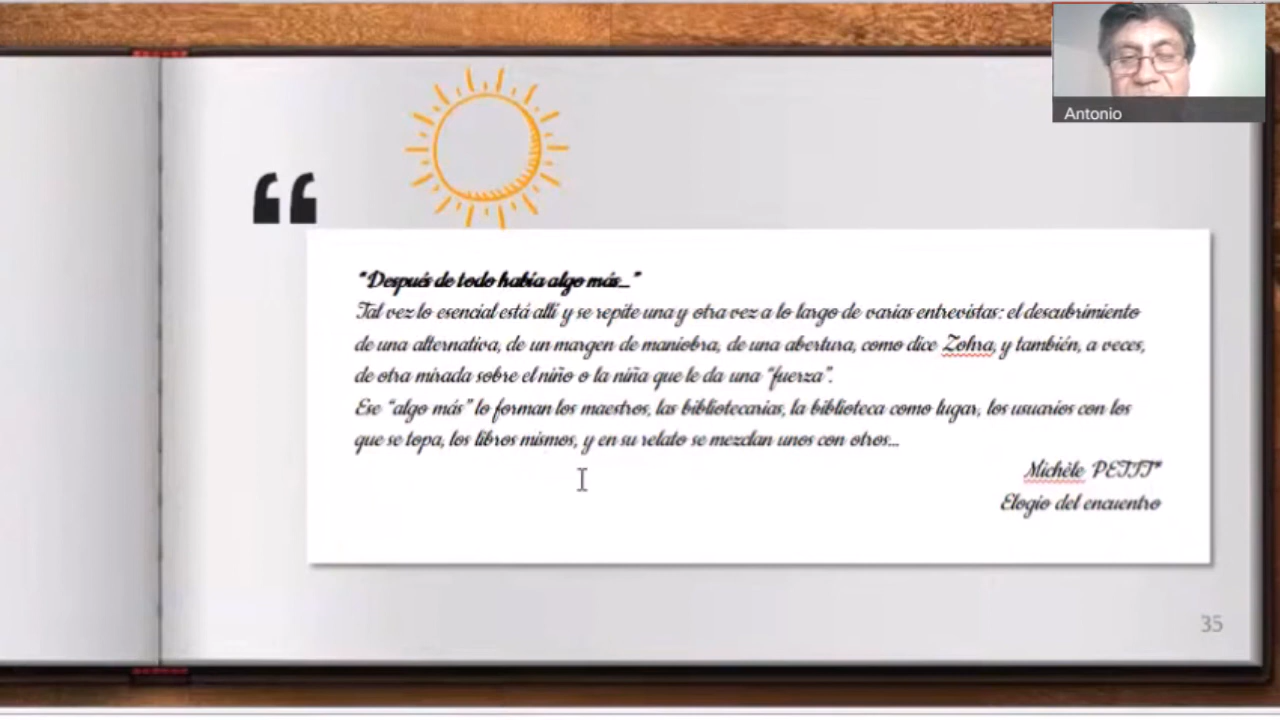 Antonio
“
“Después de todo había algo más...”
Tal vez lo esencial está allí y se repite una y otra vez a lo largo de varias entrevistas: el descubrimiento
de una alternativa, de un margen de maniobra, de una abertura, como dice Zohra, y también, a veces,
de otra mirada sobre el niño o la niña que le da una “fuerza”.
Ese “algo más” lo forman los maestros, las bibliotecarias, la biblioteca como lugar, los usuarios con los
que se topa, los libros mismos, y en su relato se mezclan unos con otros...
Michèle PETIT*
Elogio del encuentro
35